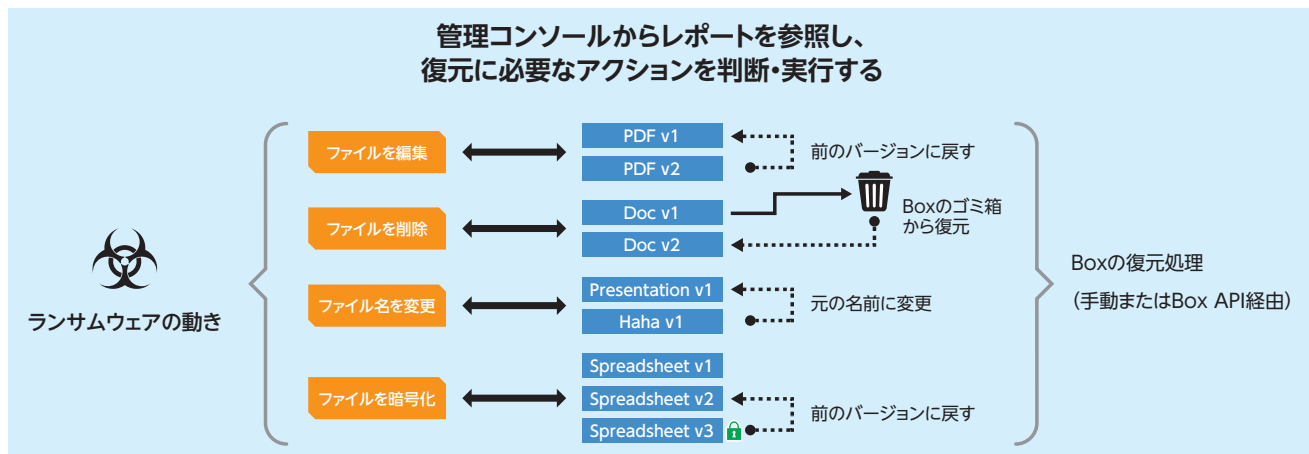 管理コンソールからレポートを参照し、
復元に必要なアクションを判断・実行する
ランサムウェアの動き
ファイルを編集
PDF v1
PDF v2
前のバージョンに戻す
ファイルを削除
Doc v1
Doc v2
Boxのゴミ箱
から復元
ファイル名を変更
Presentation v1
Haha v1
元の名前に変更
ファイルを暗号化
Spreadsheet v1
Spreadsheet v2
Spreadsheet v3
前のバージョンに戻す
Boxの復元処理
（手動またはBox API経由）